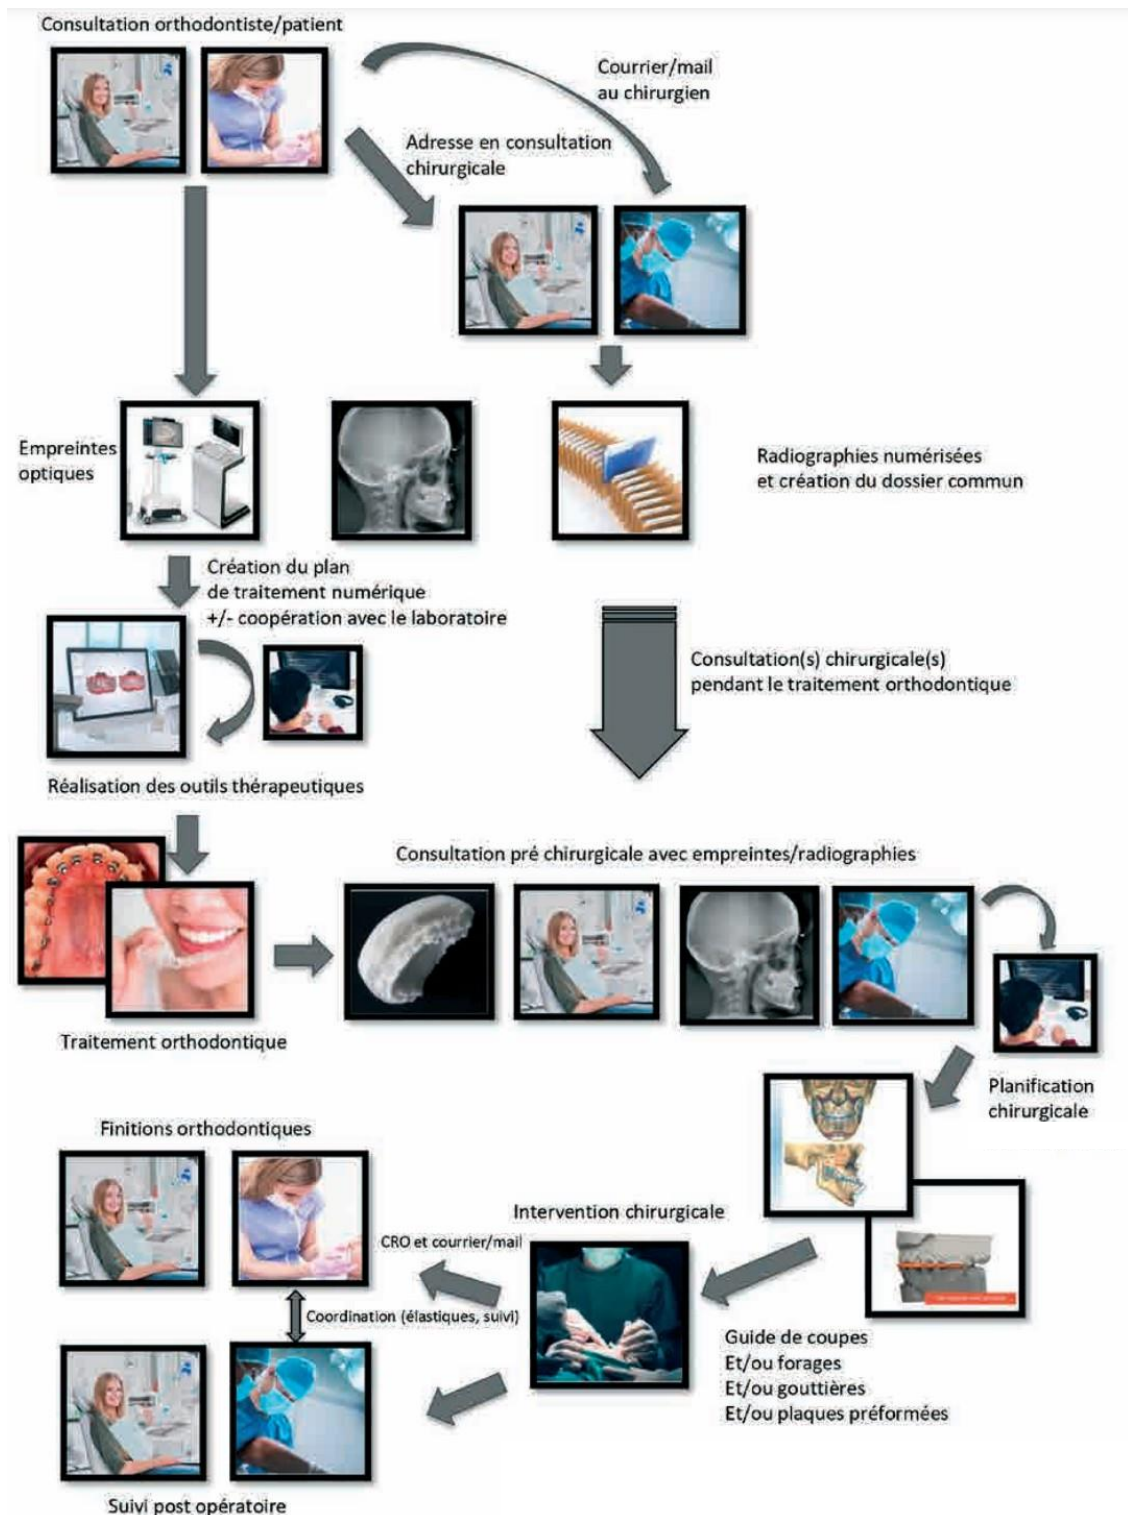 Consultation orthodontiste/patient
Courrier/mail
au chirurgien
Adresse en consultation
chirurgicale
Empreintes
optiques
Radiographies numérisées
et création du dossier commun
Création du plan
de traitement numérique
+/- coopération avec le laboratoire
Consultation(s) chirurgicale(s)
pendant le traitement orthodontique
Réalisation des outils thérapeutiques
Consultation pré chirurgicale avec empreintes/radiographies
Traitement orthodontique
Planification
chirurgicale
Finitions orthodontiques
Intervention chirurgicale
CRO et courrier/mail
Coordination (élastiques, suivi)
Guide de coupes
Et/ou forages
Et/ou gouttières
Et/ou plaques préformées
Suivi post opératoire